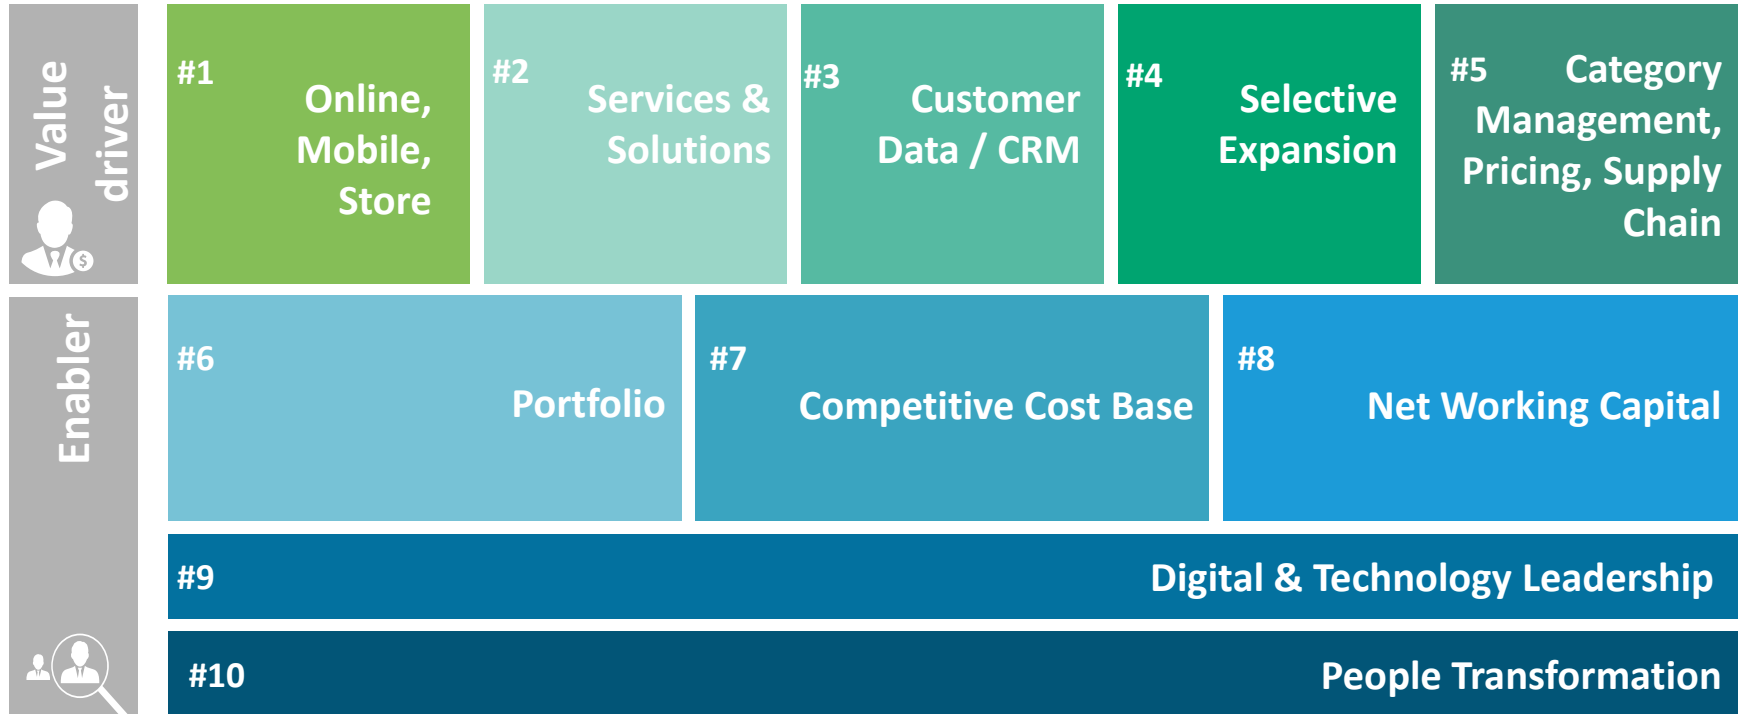 Value
driver
#1
Online,
Mobile,
Store
#2
Services &
Solutions
#3
Customer
Data / CRM
#4
Selective
Expansion
#5
Category
Management,
Pricing, Supply
Chain
$
Enabler
#6
Portfolio
#7
Competitive Cost Base
#8
Net Working Capital
#9
Digital & Technology Leadership
#10
People Transformation